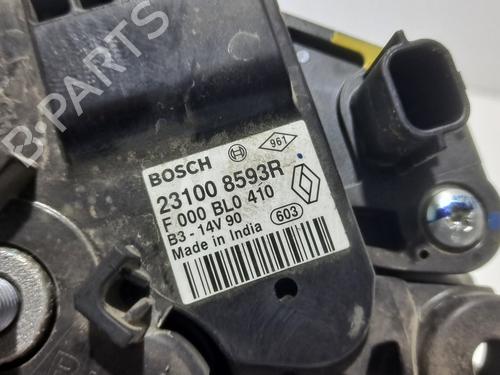 B-PARTS
961
BOSCH
23100 8593R
F 000 BL0 410
B3 - 14V 90
603
Made in India